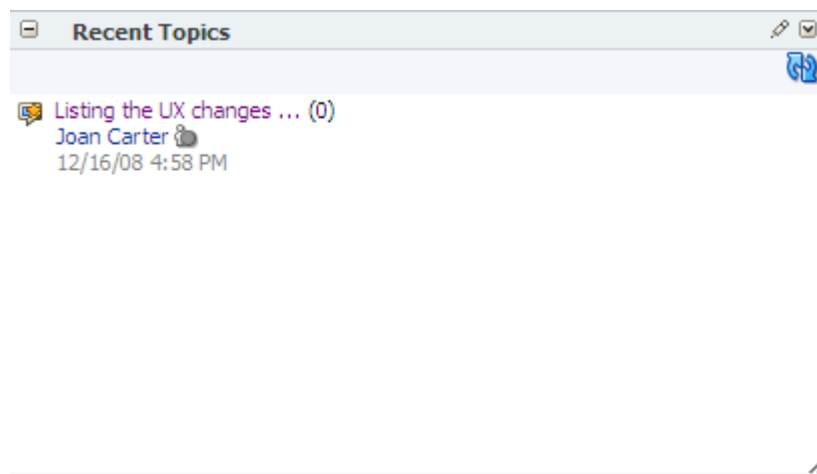 Recent Topics
Listing the UX changes ... (0)
Joan Carter
12/16/08 4:58 PM